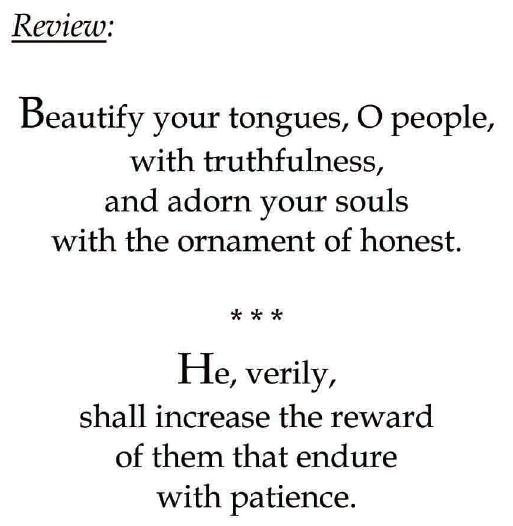 Review:
Beautify your tongues, O people,
with truthfulness,
and adorn your souls
with the ornament of honest.
* * *
He, verily,
shall increase the reward
of them that endure
with patience.